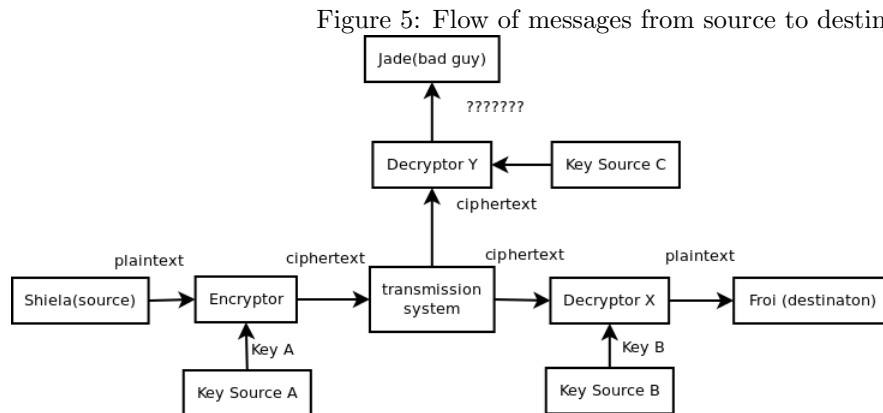 Figure 5: Flow of messages from source to destin
Jade(bad guy)
???????
Decryptor Y
Key Source C
ciphertext
plaintext
ciphertext
ciphertext
plaintext
Shiela(source)
Encryptor
transmission
system
Decryptor X
Froi (destinaton)
Key A
Key B
Key Source A
Key Source B